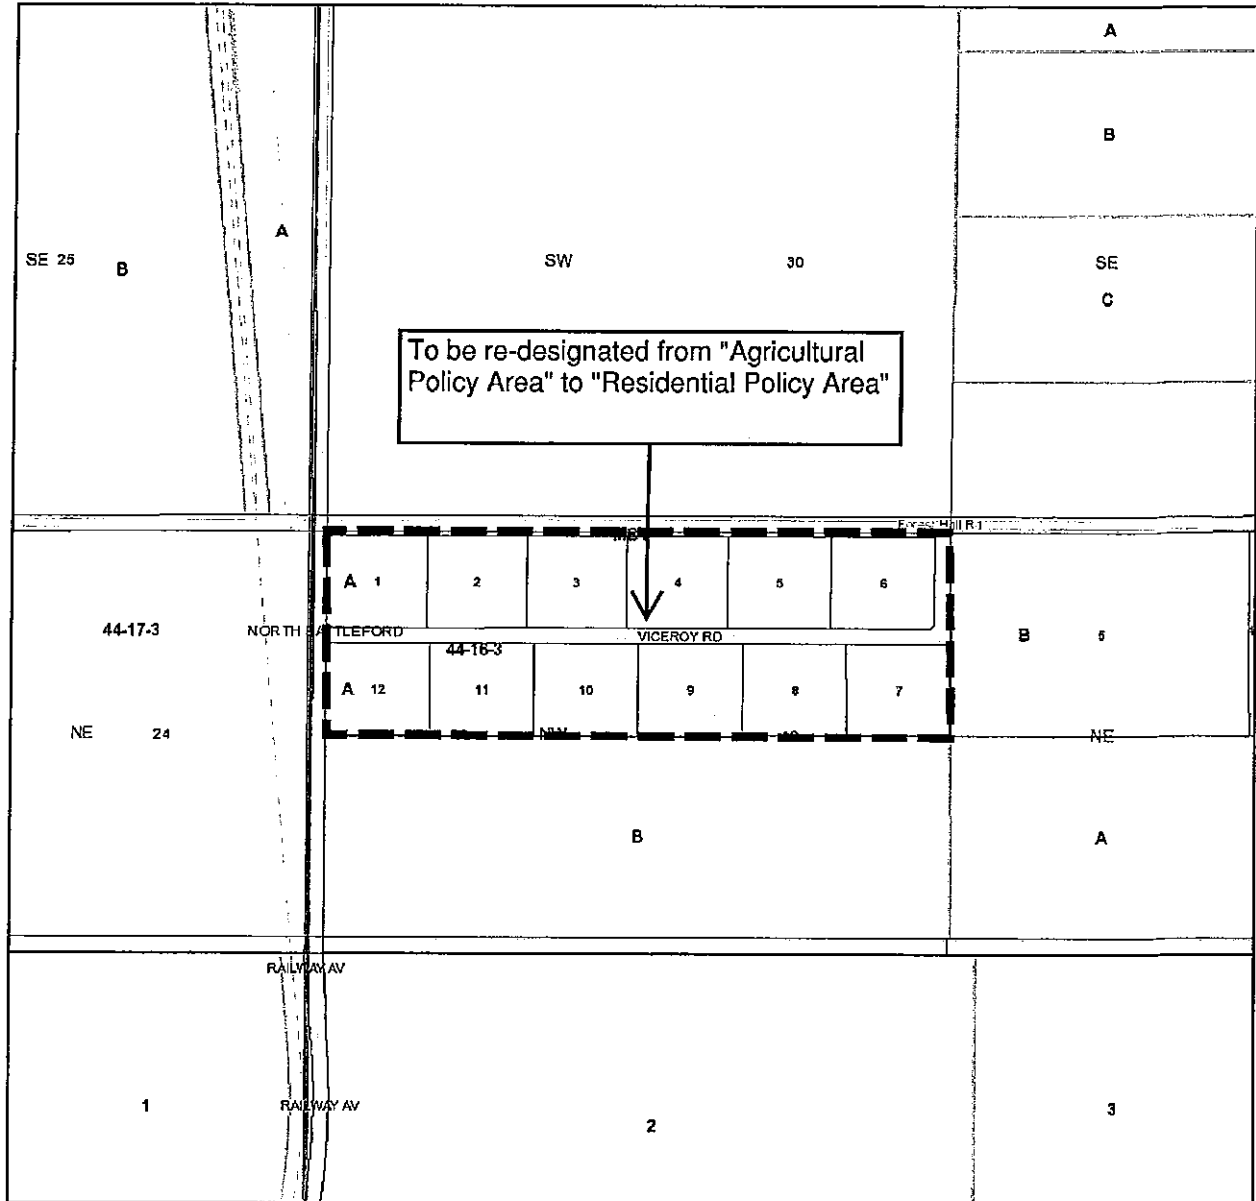 A
B
A
SE 25
B
SW
30
SE
C
To be re-designated from "Agricultural
Policy Area" to "Residential Policy Area"
A 1
2
3
4
5
6
44-17-3
VICEROY RD
B
44-16-3
A 12
11
10
9
8
7
NE
24
NW
NE
B
A
RAILWAY AV
1
RAILWAY AV
2
3